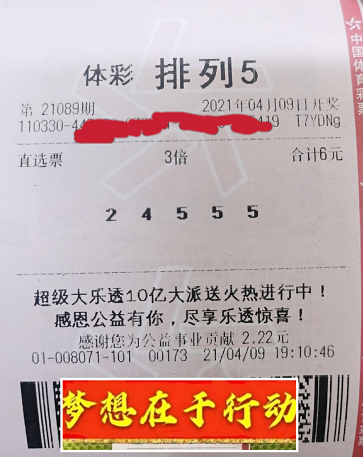 体彩 排列5
第 21089期 2021年04月09日开奖
110330-44 419 T7YDNg
直选票 3倍 合计6元
2 4 5 5 5
超级大乐透10亿大派送火热进行中！
感恩公益有你，尽享乐透惊喜！
感谢您为公益事业贡献 2.22元
01-008071-101 00173 21/04/09 19:10:46
梦想在于行动
中国体育彩票